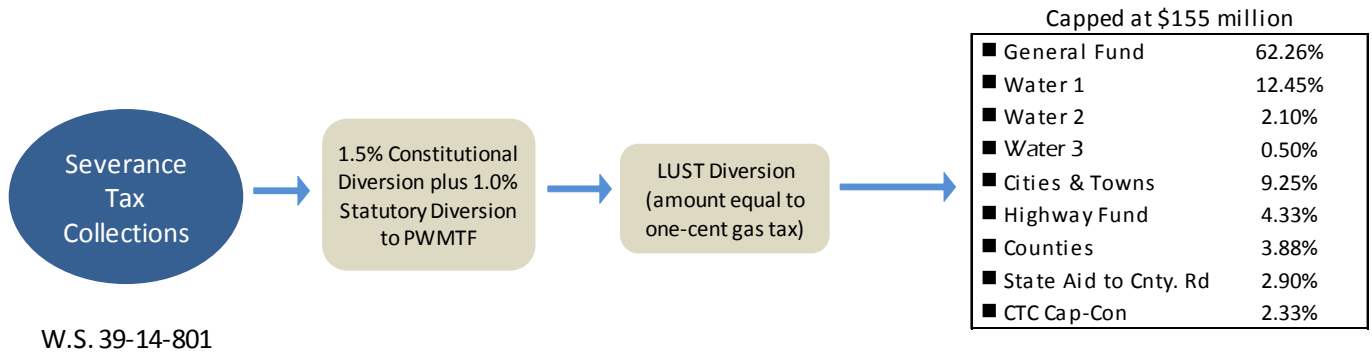 Severance
Tax
Collections
W.S. 39-14-801
1.5% Constitutional
Diversion plus 1.0%
Statutory Diversion
to PWMTF
LUST Diversion
(amount equal to
one-cent gas tax)
Capped at $155 million
■ General Fund 62.26%
■ Water 1 12.45%
■ Water 2 2.10%
■ Water 3 0.50%
■ Cities & Towns 9.25%
■ Highway Fund 4.33%
■ Counties 3.88%
■ State Aid to Cnty. Rd 2.90%
■ CTC Cap-Con 2.33%